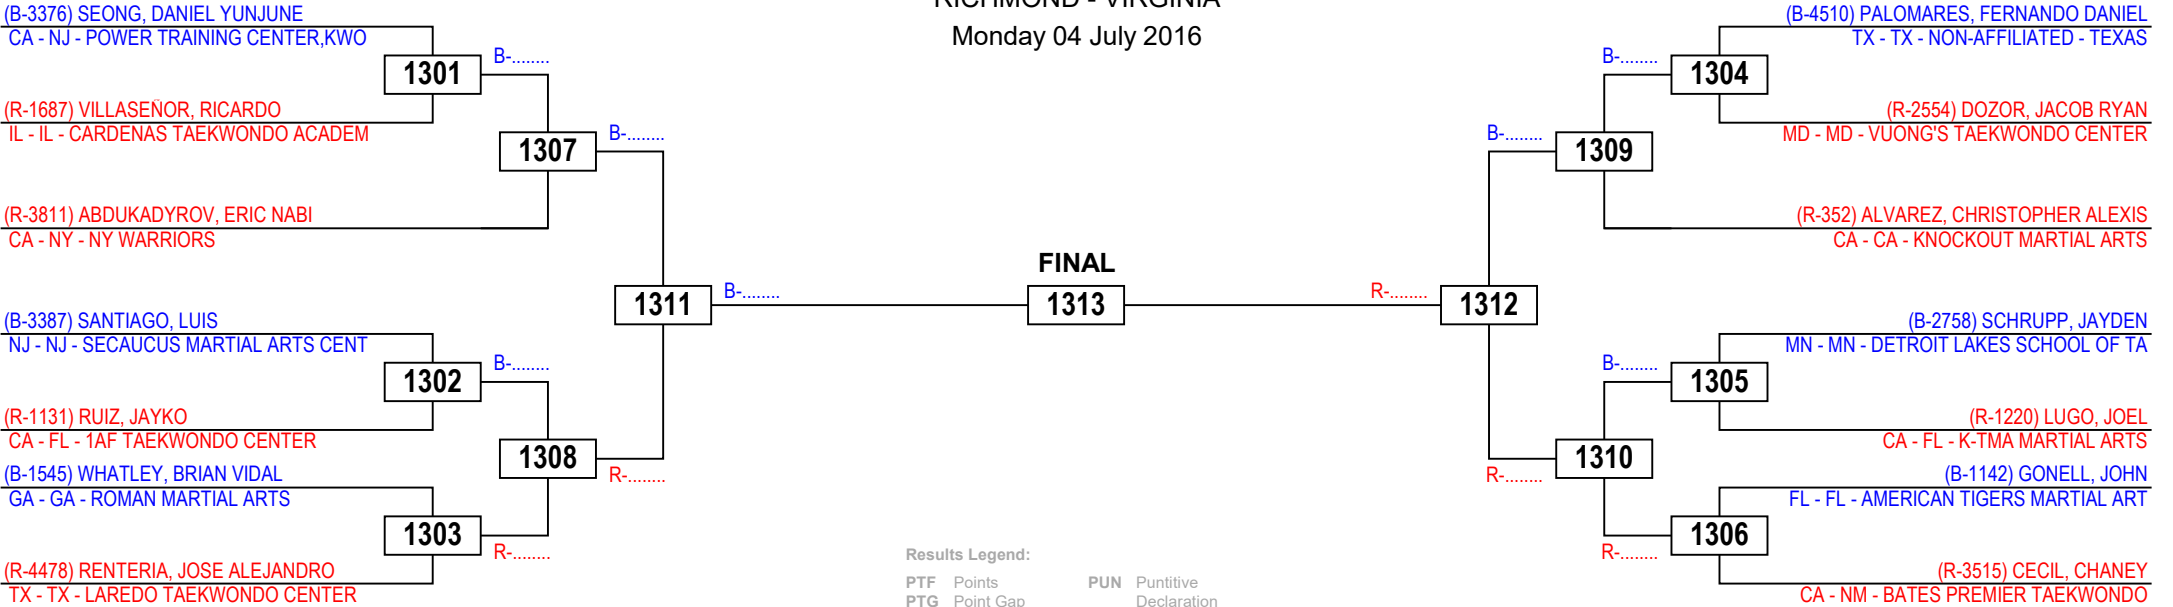 RICHMOND - VIRGINIA
Monday 04 July 2016
(B-3376) SEONG, DANIEL YUNJUNE
CA - NJ - POWER TRAINING CENTER,KWO
B-........
1301
(R-1687) VILLASEÑOR, RICARDO
IL - IL - CARDENAS TAEKWONDO ACADEM
B-........
1307
(R-3811) ABDUKADYROV, ERIC NABI
CA - NY - NY WARRIORS
1311
B-........
(B-3387) SANTIAGO, LUIS
NJ - NJ - SECAUCUS MARTIAL ARTS CENT
B-........
1302
(R-1131) RUIZ, JAYKO
CA - FL - 1AF TAEKWONDO CENTER
1308
R-........
(B-1545) WHATLEY, BRIAN VIDAL
GA - GA - ROMAN MARTIAL ARTS
1303
R-........
(R-4478) RENTERIA, JOSE ALEJANDRO
TX - TX - LAREDO TAEKWONDO CENTER
FINAL
1313
(B-4510) PALOMARES, FERNANDO DANIEL
TX - TX - NON-AFFILIATED - TEXAS
B-........
1304
(R-2554) DOZOR, JACOB RYAN
MD - MD - VUONG'S TAEKWONDO CENTER
B-........
1309
(R-352) ALVAREZ, CHRISTOPHER ALEXIS
CA - CA - KNOCKOUT MARTIAL ARTS
R-........
1312
(B-2758) SCHRUPP, JAYDEN
MN - MN - DETROIT LAKES SCHOOL OF TA
B-........
1305
(R-1220) LUGO, JOEL
CA - FL - K-TMA MARTIAL ARTS
1310
R-........
(B-1142) GONELL, JOHN
FL - FL - AMERICAN TIGERS MARTIAL ART
1306
R-........
(R-3515) CECIL, CHANEY
CA - NM - BATES PREMIER TAEKWONDO
Results Legend:
PTF Points PUN Puntitive
PTG Point Gap Declaration